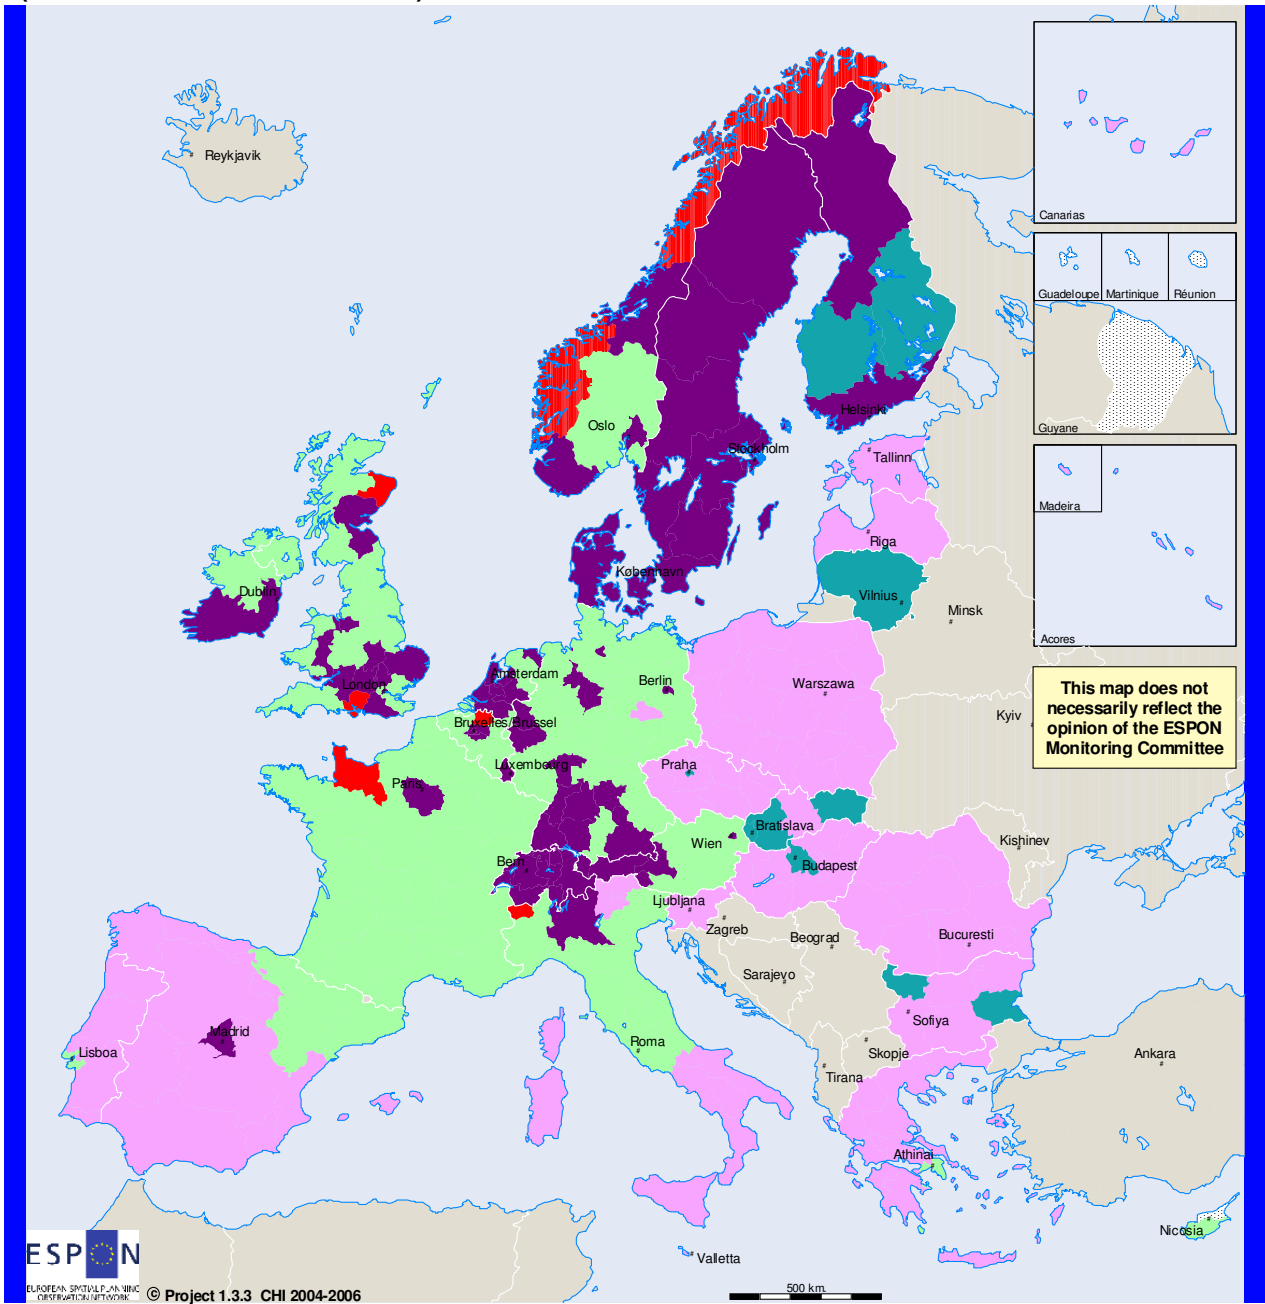 Reykjavik
Canarias
Guadeloupe
Martinique
Réunion
Guyane
Oslo
Helsinki
Stockholm
Tallinn
Madeira
Riga
København
Dublin
Vilnius
Minsk
Acores
Amsterdam
London
Berlin
Warszawa
This map does not
necessarily reflect the
opinion of the ESPON
Monitoring Committee
Kyiv
Bruxelles/Brussel
Luxembourg
Praha
Paris
Bratislava
Wien
Kishinev
Bern
Budapest
Ljubljana
Zagreb
Beograd
Bucuresti
Sarajevo
Madrid
Sofiya
Roma
Lisboa
Skopje
Ankara
Tirana
Athinai
Nicosia
ESPON
Valletta
EUROPEAN SPATIAL PLANNING
OBSERVATION NETWORK
© Project 1.3.3 CHI 2004-2006
500 km.